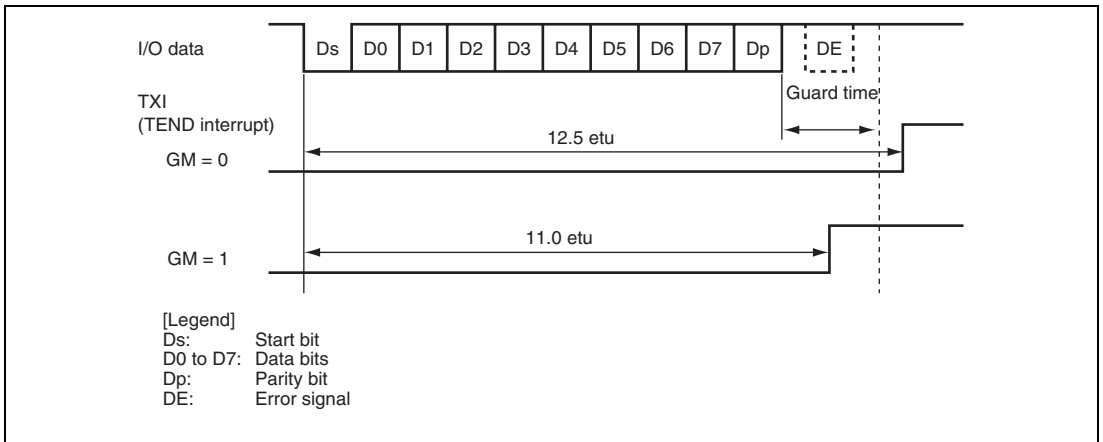 I/O data
Ds D0 D1 D2 D3 D4 D5 D6 D7 Dp DE
Guard time
TXI
(TEND interrupt)
12.5 etu
GM = 0
11.0 etu
GM = 1
[Legend]
Ds: Start bit
D0 to D7: Data bits
Dp: Parity bit
DE: Error signal